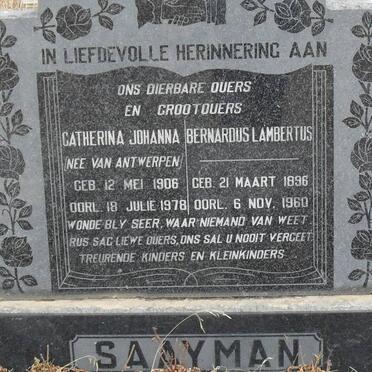 IN LIEFDEVOLLE HERINNERING AAN
ONS DIERBARE OUERS
EN GROOTOUERS
CATHERINA JOHANNA BERNARDUS LAMBERTUS
NEE VAN ANTWERPEN
GEB. 12 MEI 1906 GEB. 21 MAART 1896
OORL. 18 JULIE 1978 OORL. 6 NOV. 1960
WONDE BLY SEER, WAAR NIEMAND VAN WEET
RUS SAG LIEWE OUERS, ONS SAL U NOOIT VERGEET
TREURENDE KINDERS EN KLEINKINDERS
SAAYMAN